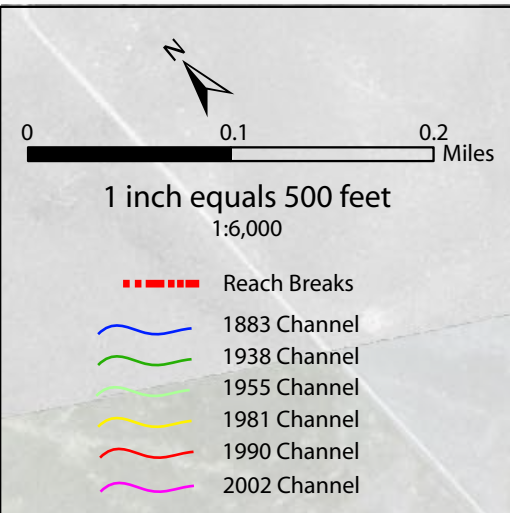 N
0 0.1 0.2
Miles
1 inch equals 500 feet
1:6,000
Reach Breaks
1883 Channel
1938 Channel
1955 Channel
1981 Channel
1990 Channel
2002 Channel